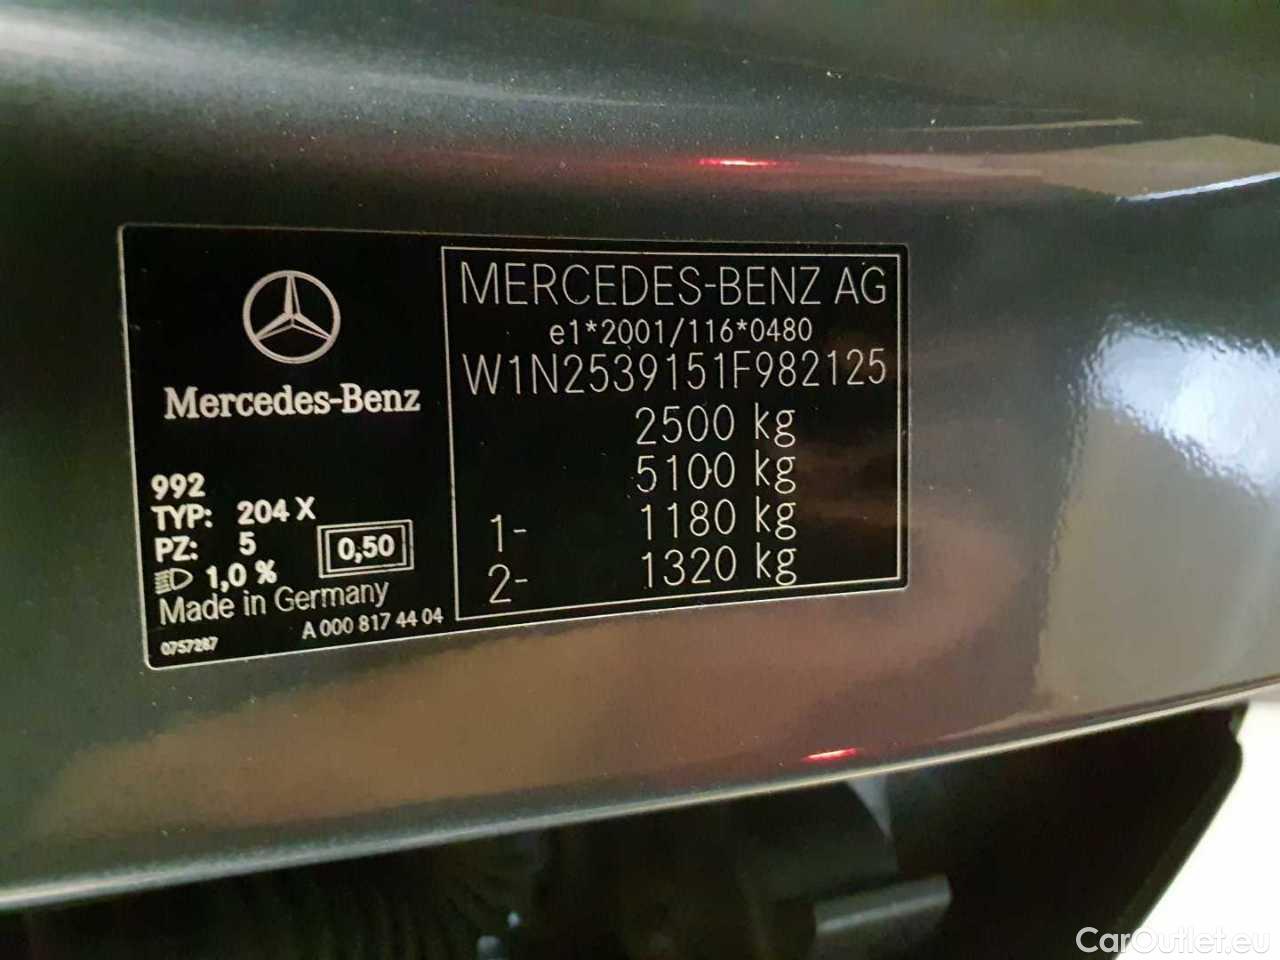 Mercedes-Benz
992
TYP: 204 X
PZ: 5
0,50
1,0 %
Made in Germany
A 000 817 44 04
0757287
MERCEDES-BENZ AG
e1*2001/116*0480
W1N2539151F982125
2500 kg
5100 kg
1- 1180 kg
2- 1320 kg
CarOutlet.eu